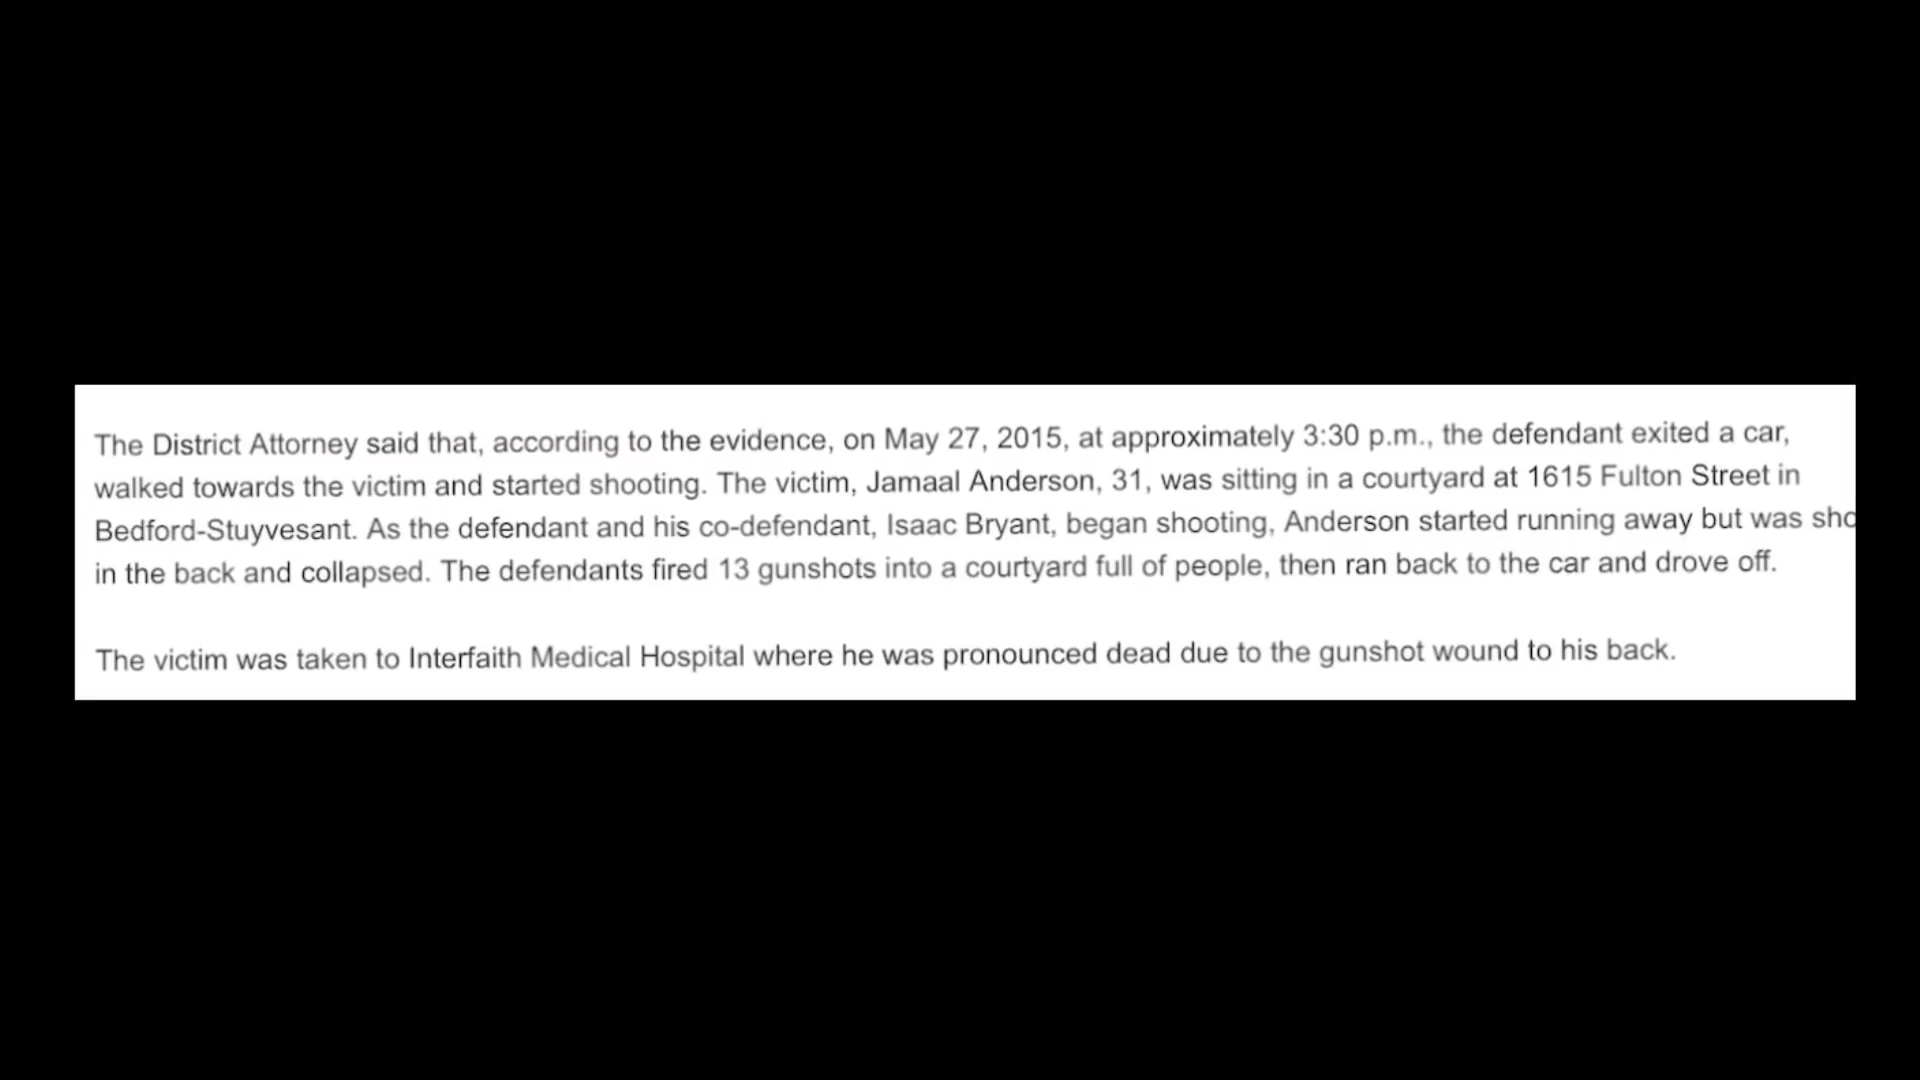 The District Attorney said that, according to the evidence, on May 27, 2015, at approximately 3:30 p.m., the defendant exited a car,
walked towards the victim and started shooting. The victim, Jamaal Anderson, 31, was sitting in a courtyard at 1615 Fulton Street in
Bedford-Stuyvesant. As the defendant and his co-defendant, Isaac Bryant, began shooting, Anderson started running away but was sho
in the back and collapsed. The defendants fired 13 gunshots into a courtyard full of people, then ran back to the car and drove off.
The victim was taken to Interfaith Medical Hospital where he was pronounced dead due to the gunshot wound to his back.